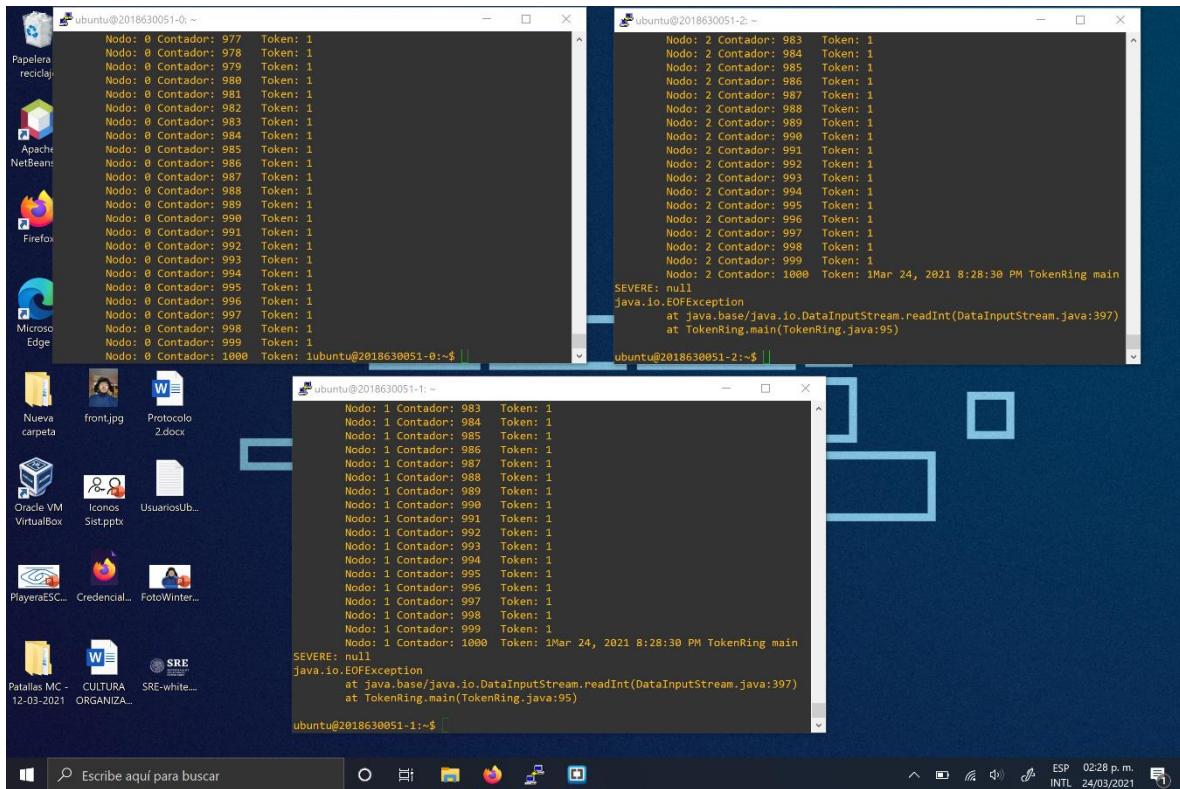 ubuntu@2018630051-0: ~
Nodo: 0 Contador: 977 Token: 1
Nodo: 0 Contador: 978 Token: 1
Nodo: 0 Contador: 979 Token: 1
Nodo: 0 Contador: 980 Token: 1
Nodo: 0 Contador: 981 Token: 1
Nodo: 0 Contador: 982 Token: 1
Nodo: 0 Contador: 983 Token: 1
Nodo: 0 Contador: 984 Token: 1
Nodo: 0 Contador: 985 Token: 1
Nodo: 0 Contador: 986 Token: 1
Nodo: 0 Contador: 987 Token: 1
Nodo: 0 Contador: 988 Token: 1
Nodo: 0 Contador: 989 Token: 1
Nodo: 0 Contador: 990 Token: 1
Nodo: 0 Contador: 991 Token: 1
Nodo: 0 Contador: 992 Token: 1
Nodo: 0 Contador: 993 Token: 1
Nodo: 0 Contador: 994 Token: 1
Nodo: 0 Contador: 995 Token: 1
Nodo: 0 Contador: 996 Token: 1
Nodo: 0 Contador: 997 Token: 1
Nodo: 0 Contador: 998 Token: 1
Nodo: 0 Contador: 999 Token: 1
Nodo: 0 Contador: 1000 Token: 1ubuntu@2018630051-0:~$
ubuntu@2018630051-2: ~
Nodo: 2 Contador: 983 Token: 1
Nodo: 2 Contador: 984 Token: 1
Nodo: 2 Contador: 985 Token: 1
Nodo: 2 Contador: 986 Token: 1
Nodo: 2 Contador: 987 Token: 1
Nodo: 2 Contador: 988 Token: 1
Nodo: 2 Contador: 989 Token: 1
Nodo: 2 Contador: 990 Token: 1
Nodo: 2 Contador: 991 Token: 1
Nodo: 2 Contador: 992 Token: 1
Nodo: 2 Contador: 993 Token: 1
Nodo: 2 Contador: 994 Token: 1
Nodo: 2 Contador: 995 Token: 1
Nodo: 2 Contador: 996 Token: 1
Nodo: 2 Contador: 997 Token: 1
Nodo: 2 Contador: 998 Token: 1
Nodo: 2 Contador: 999 Token: 1
Nodo: 2 Contador: 1000 Token: 1Mar 24, 2021 8:28:30 PM TokenRing main
SEVERE: null
java.io.EOFException
at java.base/java.io.DataInputStream.readInt(DataInputStream.java:397)
at TokenRing.main(TokenRing.java:95)
ubuntu@2018630051-2:~$
ubuntu@2018630051-1: ~
Nodo: 1 Contador: 983 Token: 1
Nodo: 1 Contador: 984 Token: 1
Nodo: 1 Contador: 985 Token: 1
Nodo: 1 Contador: 986 Token: 1
Nodo: 1 Contador: 987 Token: 1
Nodo: 1 Contador: 988 Token: 1
Nodo: 1 Contador: 989 Token: 1
Nodo: 1 Contador: 990 Token: 1
Nodo: 1 Contador: 991 Token: 1
Nodo: 1 Contador: 992 Token: 1
Nodo: 1 Contador: 993 Token: 1
Nodo: 1 Contador: 994 Token: 1
Nodo: 1 Contador: 995 Token: 1
Nodo: 1 Contador: 996 Token: 1
Nodo: 1 Contador: 997 Token: 1
Nodo: 1 Contador: 998 Token: 1
Nodo: 1 Contador: 999 Token: 1
Nodo: 1 Contador: 1000 Token: 1Mar 24, 2021 8:28:30 PM TokenRing main
SEVERE: null
java.io.EOFException
at java.base/java.io.DataInputStream.readInt(DataInputStream.java:397)
at TokenRing.main(TokenRing.java:95)
ubuntu@2018630051-1:~$
Papelera
reciclaj
Apache
NetBeans
Firefox
Microso
Edge
Nueva
carpeta
front.jpg
Protocolo
2.docx
Oracle VM
VirtualBox
Iconos
Sist.pptx
UsuariosUb...
PlayeraESC...
Credencial...
FotoWinter...
SRE
Patallas MC -
12-03-2021
CULTURA
ORGANIZA...
SRE-white....
Escribe aquí para buscar
ESP
INTL
02:28 p. m.
24/03/2021